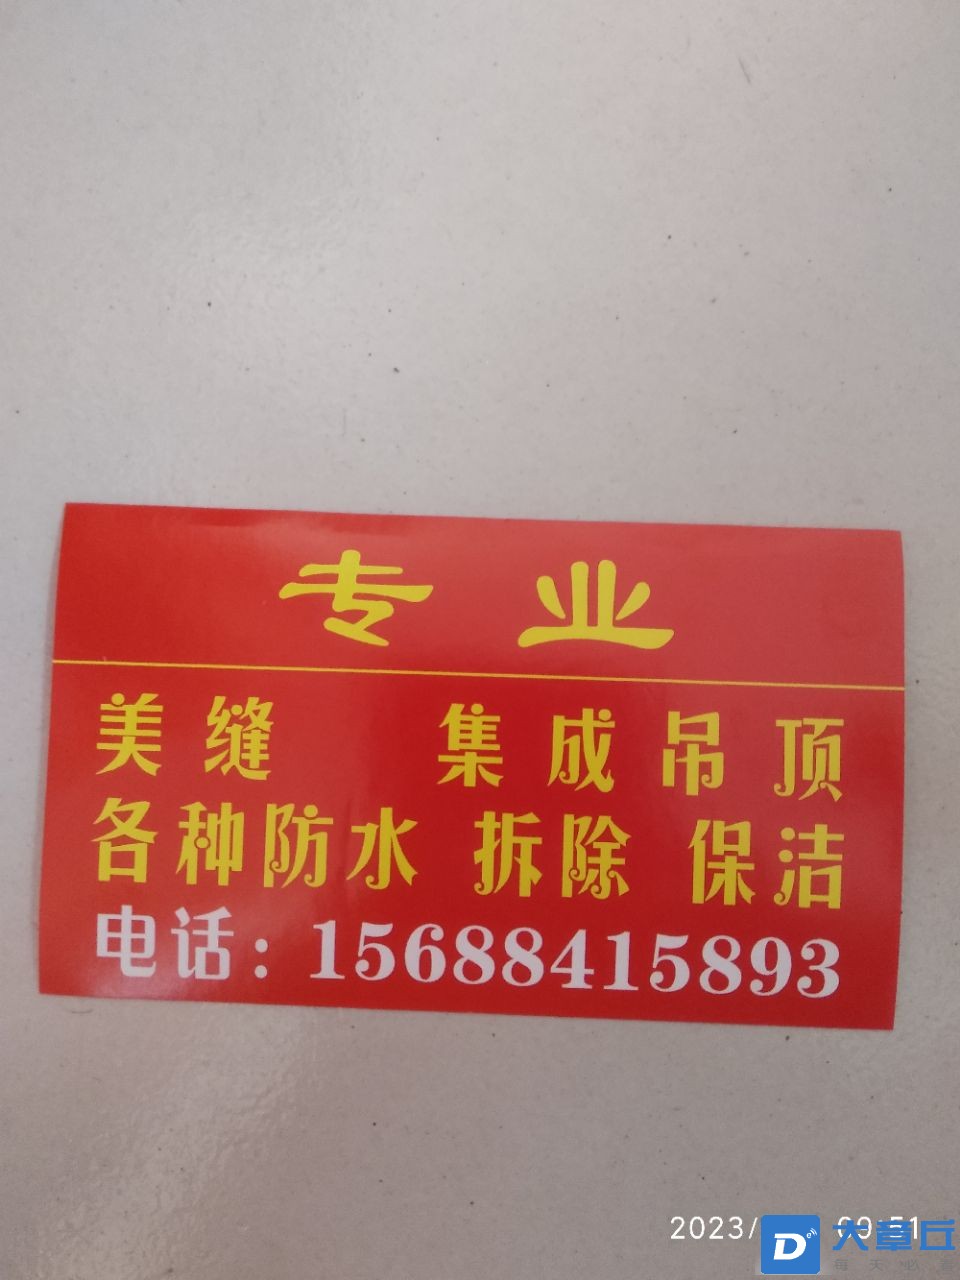 专业
美缝 集成吊顶
各种防水 拆除 保洁
电话：15688415893
2023/
09:51
大章丘